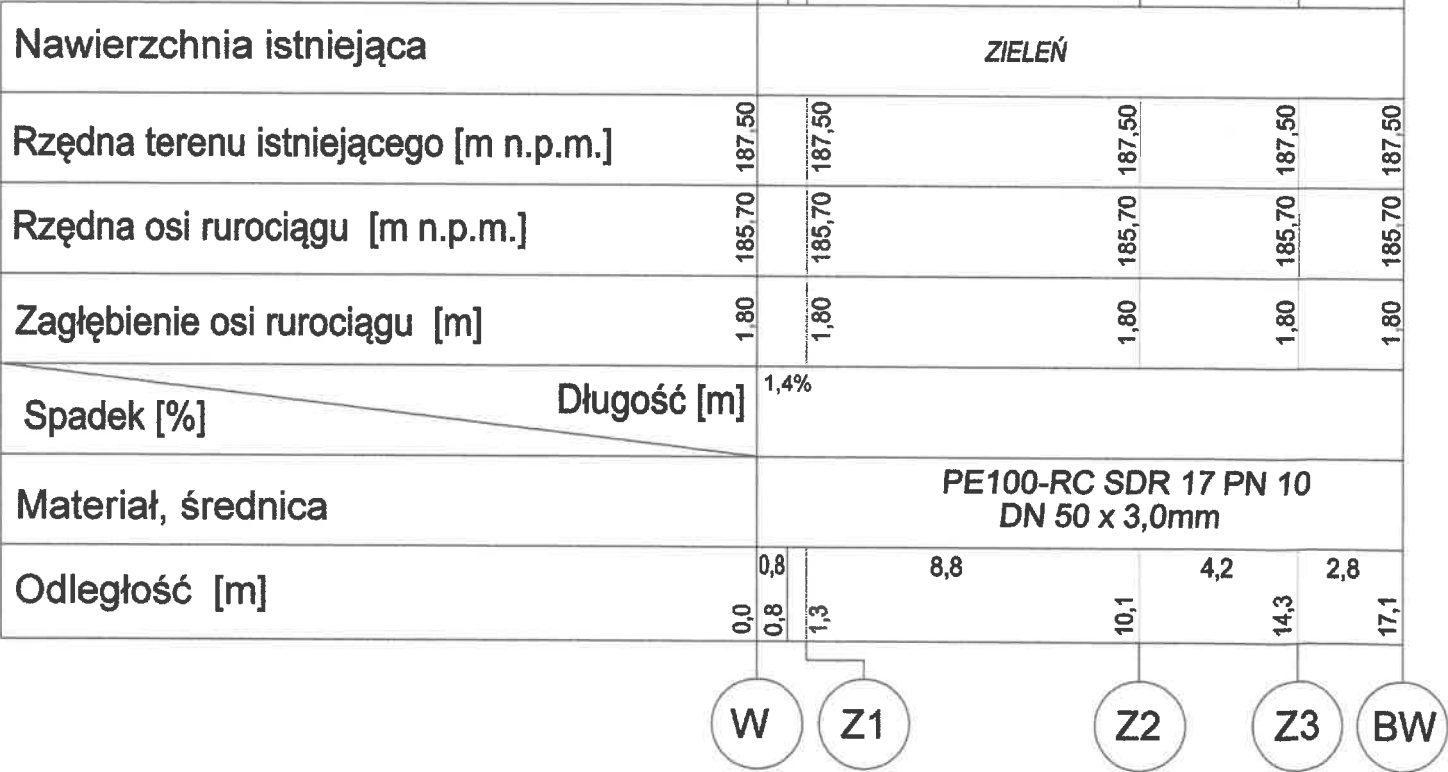 Nawierzchnia istniejąca
ZIELEŃ
Rzędna terenu istniejącego [m n.p.m.]
187,50 187,50 187,50 187,50 187,50
Rzędna osi rurociągu [m n.p.m.]
185,70 185,70 185,70 185,70 185,70
Zagłębienie osi rurociągu [m]
1,80 1,80 1,80 1,80 1,80
Spadek [%]
Długość [m]
1,4%
Materiał, średnica
PE100-RC SDR 17 PN 10
DN 50 x 3,0mm
Odległość [m]
0,8 8,8 4,2 2,8
0,0 0,8 1,3 10,1 14,3 17,1
W Z1 Z2 Z3 BW